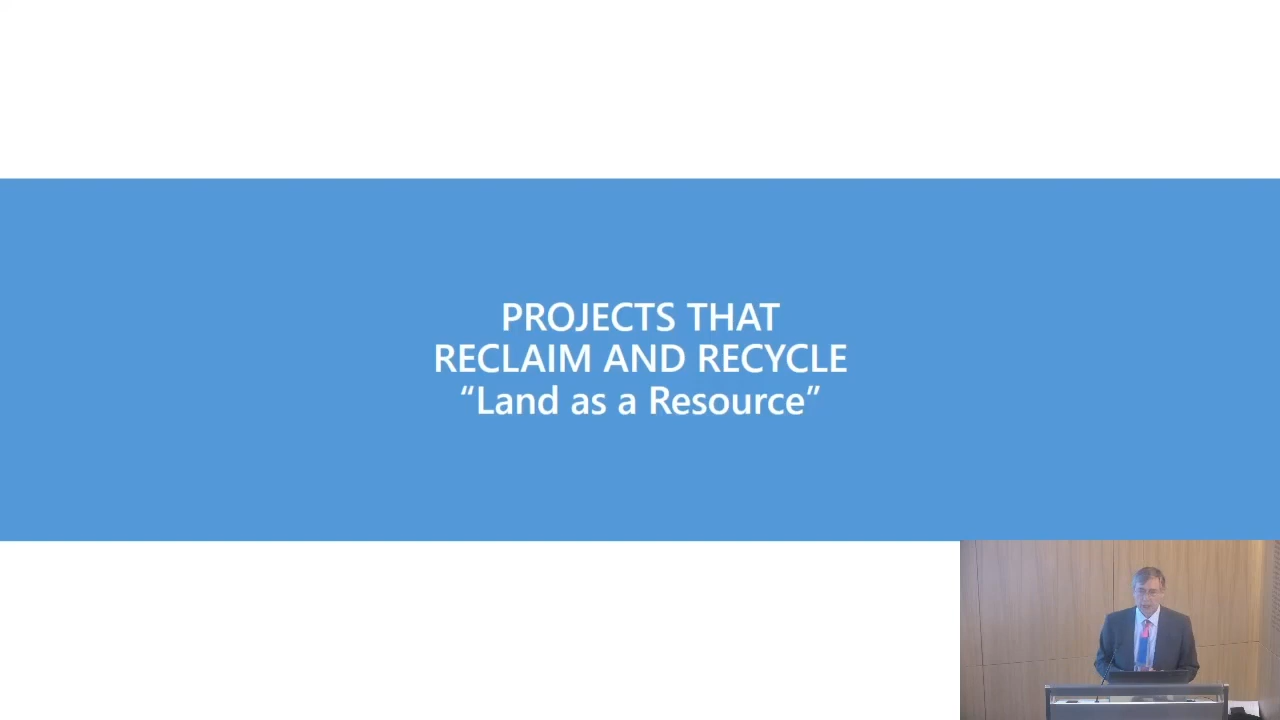 PROJECTS THAT
RECLAIM AND RECYCLE
“Land as a Resource”